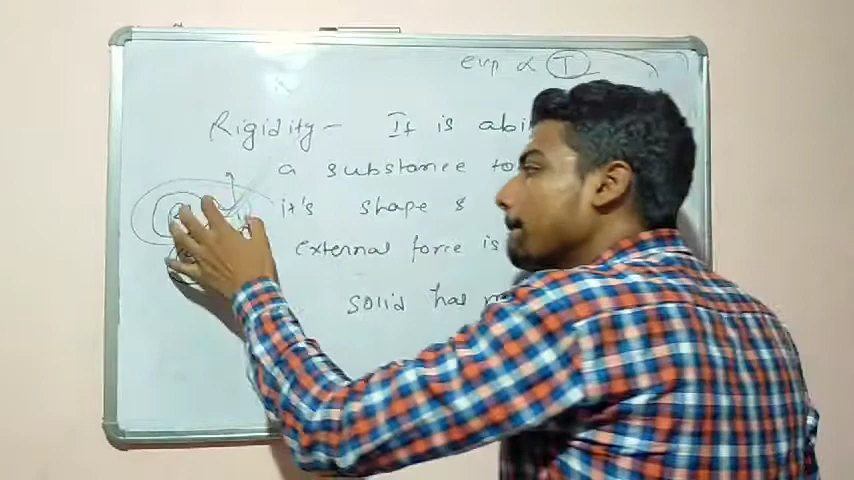 evp ∝ T
Rigidity - It is abi
a substance to
it's shape &
external force is
solid has m